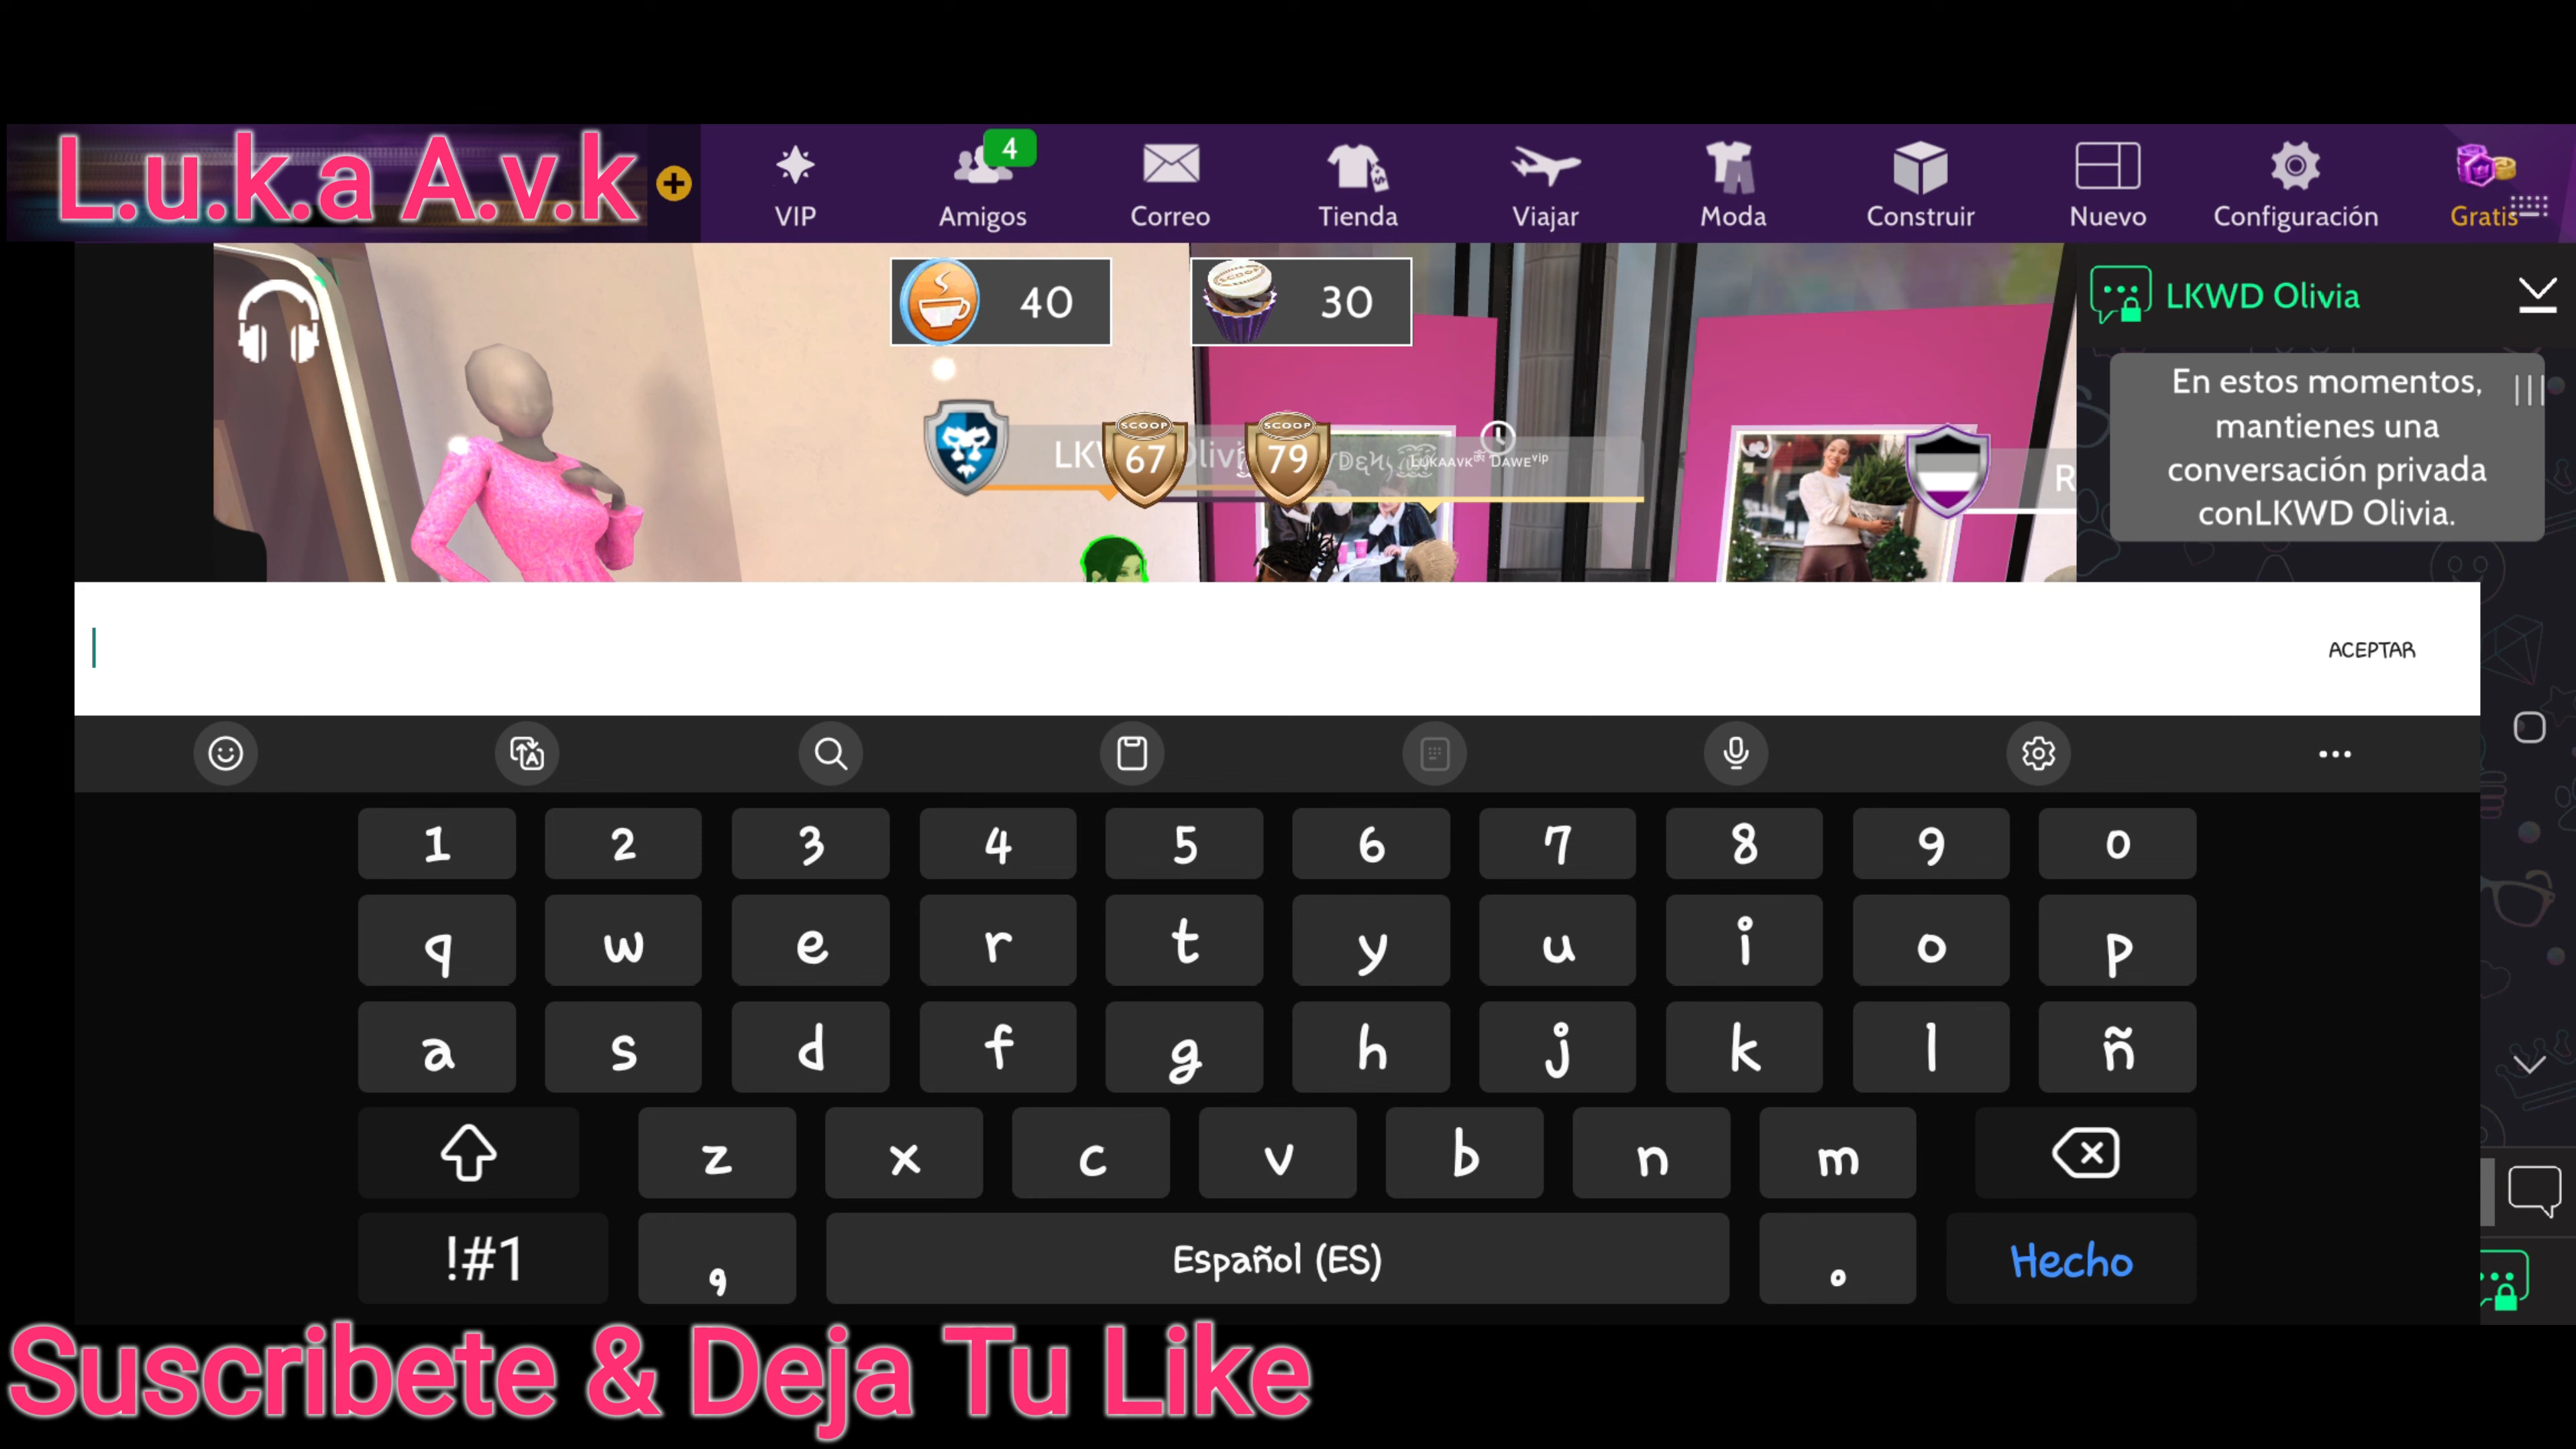 L.u.k.a A.v.k
4
VIP
Amigos
Correo
Tienda
Viajar
Moda
Construir
Nuevo
Configuración
Gratis
40
30
LKWD Olivia
En estos momentos,
mantienes una
conversación privada
conLKWD Olivia.
SCOOP
67
SCOOP
79
ACEPTAR
1 2 3 4 5 6 7 8 9 0
q w e r t y u i o p
a s d f g h j k l ñ
z x c v b n m
!#1 , Español (ES) . Hecho
Suscribete & Deja Tu Like